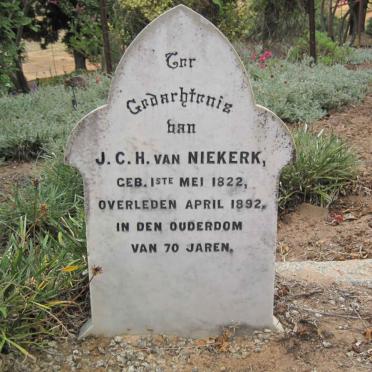 Ter
Gedachtenis
van
J. C. H. VAN NIEKERK,
GEB. 1STE MEI 1822,
OVERLEDEN APRIL 1892,
IN DEN OUDERDOM
VAN 70 JAREN.